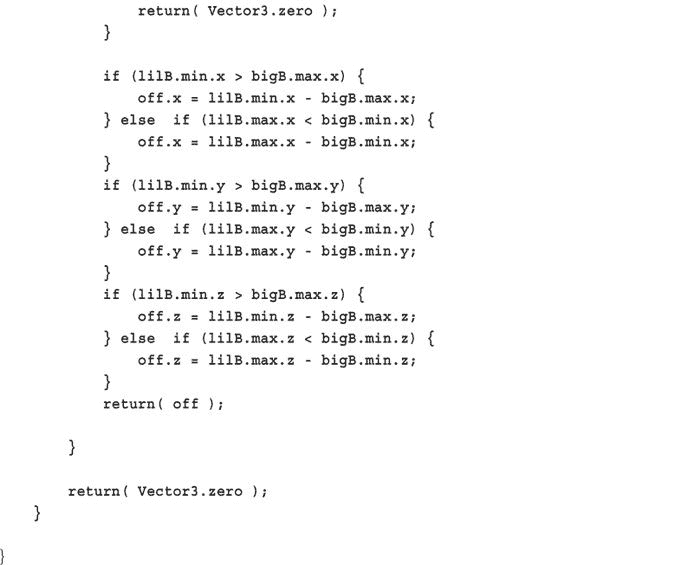 return( Vector3.zero );
}
if (lilB.min.x > bigB.max.x) {
off.x = lilB.min.x - bigB.max.x;
} else  if (lilB.max.x < bigB.min.x) {
off.x = lilB.max.x - bigB.min.x;
}
if (lilB.min.y > bigB.max.y) {
off.y = lilB.min.y - bigB.max.y;
} else  if (lilB.max.y < bigB.min.y) {
off.y = lilB.max.y - bigB.min.y;
}
if (lilB.min.z > bigB.max.z) {
off.z = lilB.min.z - bigB.max.z;
} else  if (lilB.max.z < bigB.min.z) {
off.z = lilB.max.z - bigB.min.z;
}
return( off );
}
return( Vector3.zero );
}
}